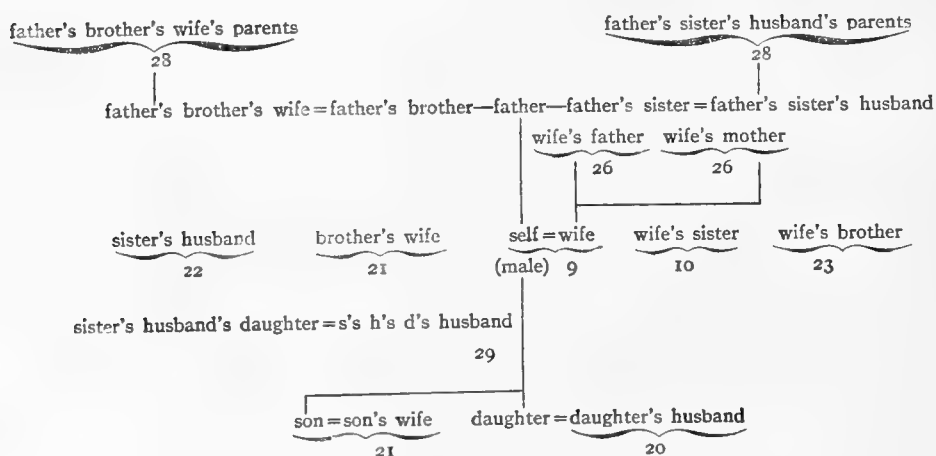 father's brother's wife's parents father's sister's husband's parents
28 28
father's brother's wife=father's brother—father—father's sister=father's sister's husband
wife's father wife's mother
26 26
sister's husband brother's wife self=wife wife's sister wife's brother
22 21 (male) 9 10 23
sister's husband's daughter=s's h's d's husband
29
son=son's wife daughter=daughter's husband
21 20